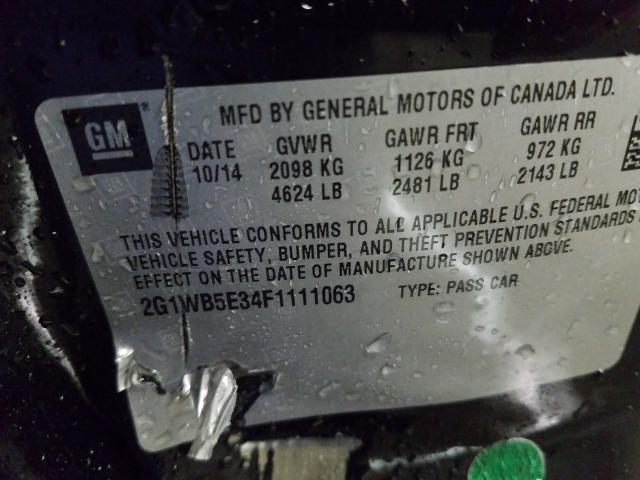 GM ®
MFD BY GENERAL MOTORS OF CANADA LTD.
DATE GVWR GAWR FRT GAWR RR
10/14 2098 KG 1126 KG 972 KG
4624 LB 2481 LB 2143 LB
THIS VEHICLE CONFORMS TO ALL APPLICABLE U.S. FEDERAL MOT
VEHICLE SAFETY, BUMPER, AND THEFT PREVENTION STANDARDS
EFFECT ON THE DATE OF MANUFACTURE SHOWN ABOVE.
2G1WB5E34F1111063 TYPE: PASS CAR